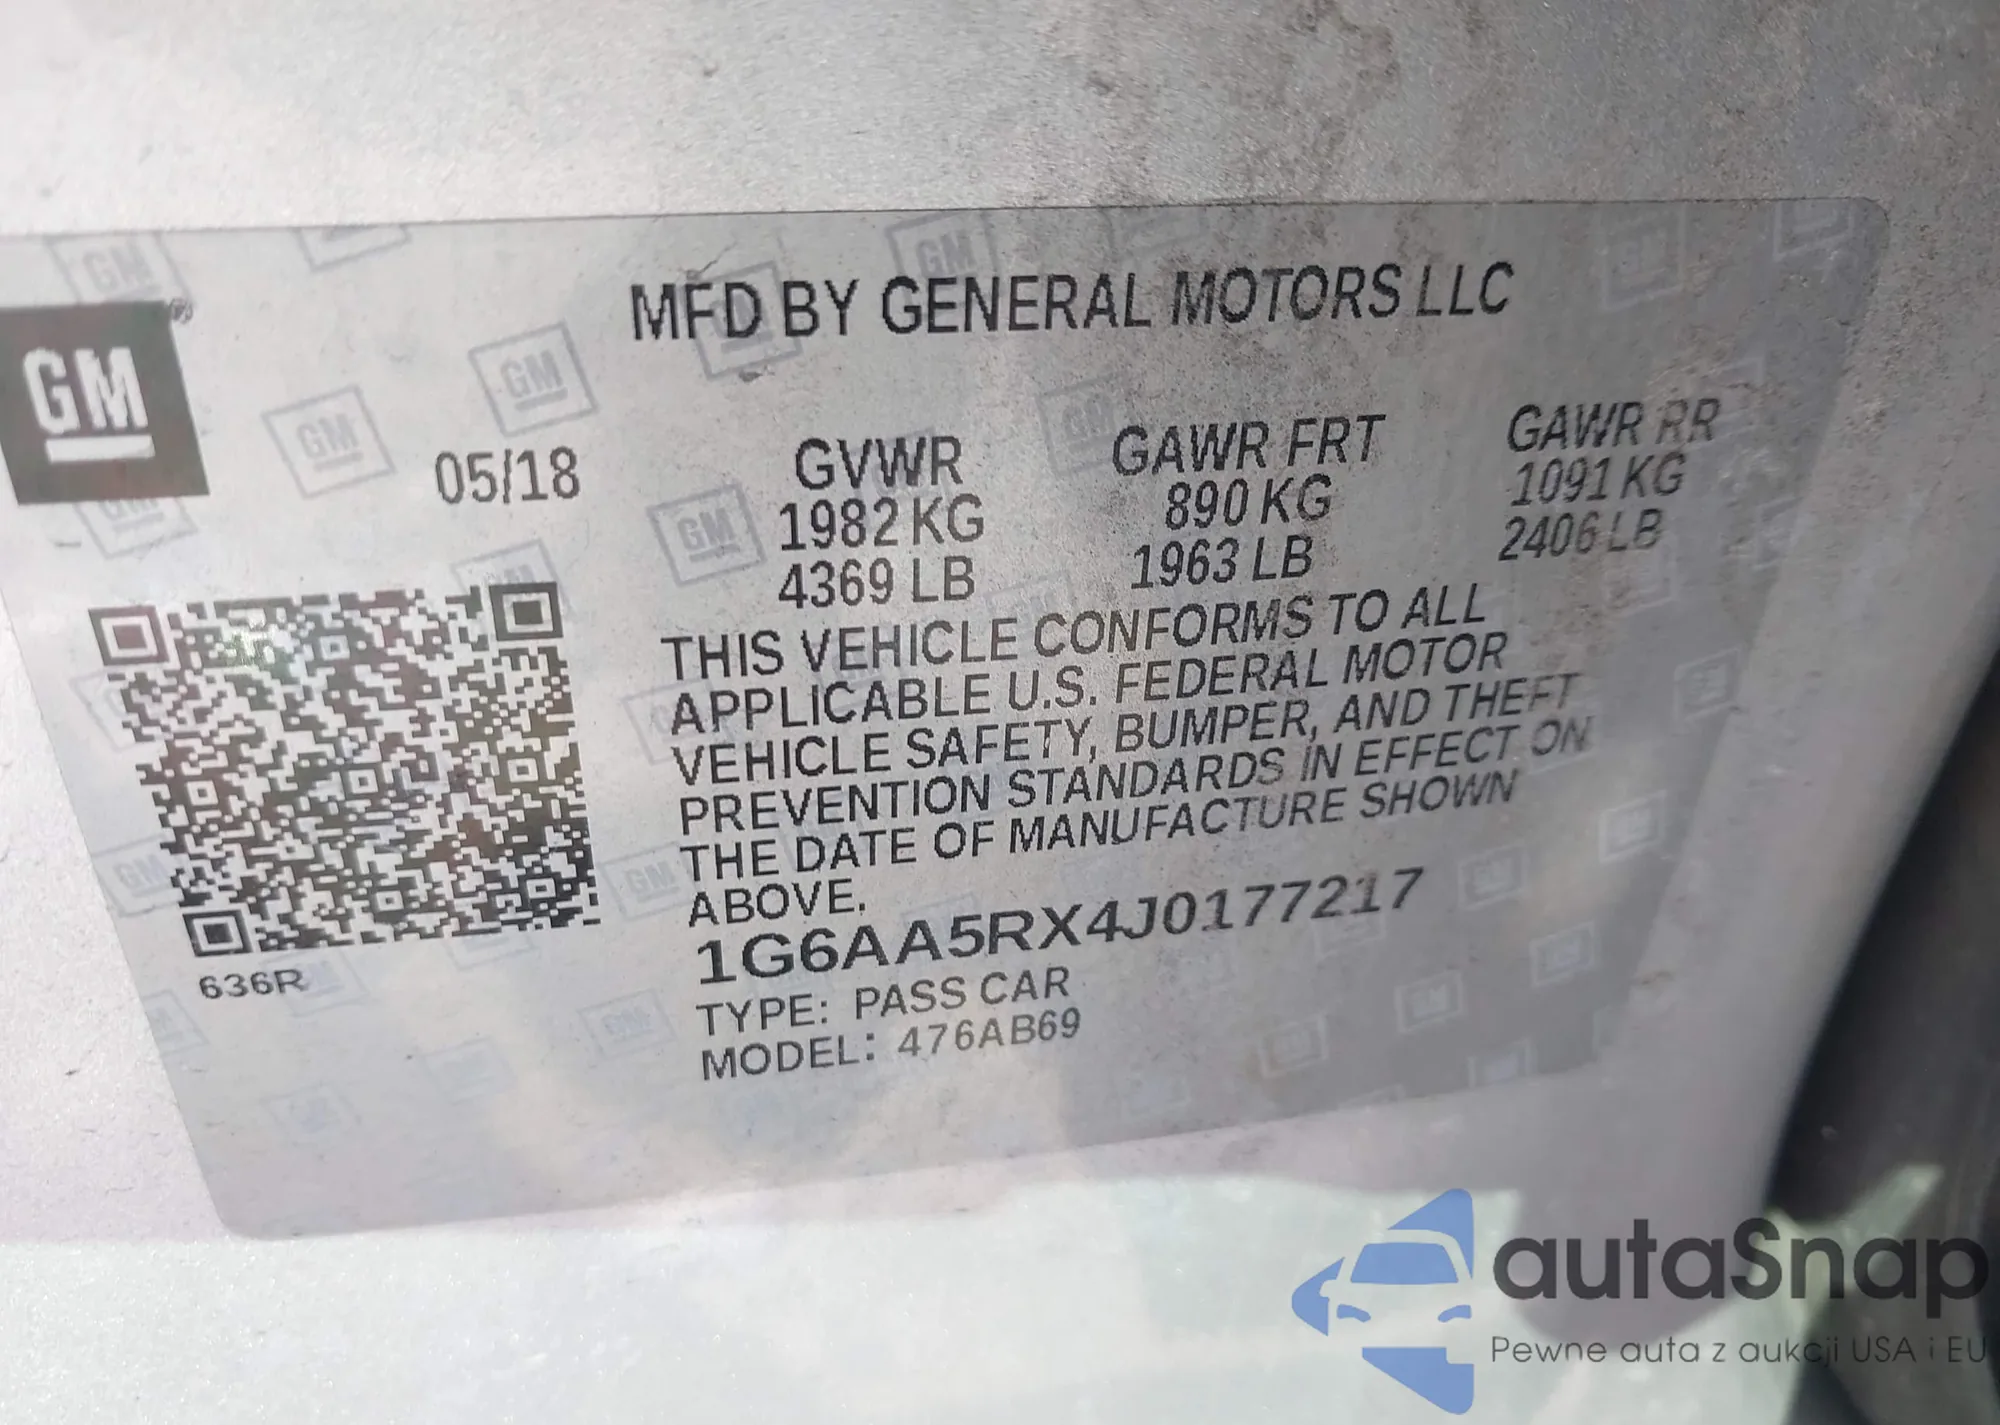 MFD BY GENERAL MOTORS LLC
GM
05/18
GVWR
1982 KG
4369 LB
GAWR FRT
890 KG
1963 LB
GAWR RR
1091 KG
2406 LB
THIS VEHICLE CONFORMS TO ALL
APPLICABLE U.S. FEDERAL MOTOR
VEHICLE SAFETY, BUMPER, AND THEFT
PREVENTION STANDARDS IN EFFECT ON
THE DATE OF MANUFACTURE SHOWN
ABOVE.
1G6AA5RX4J0177217
TYPE: PASS CAR
MODEL: 476AB69
636R
autaSnap
Pewne auta z aukcji USA i EU